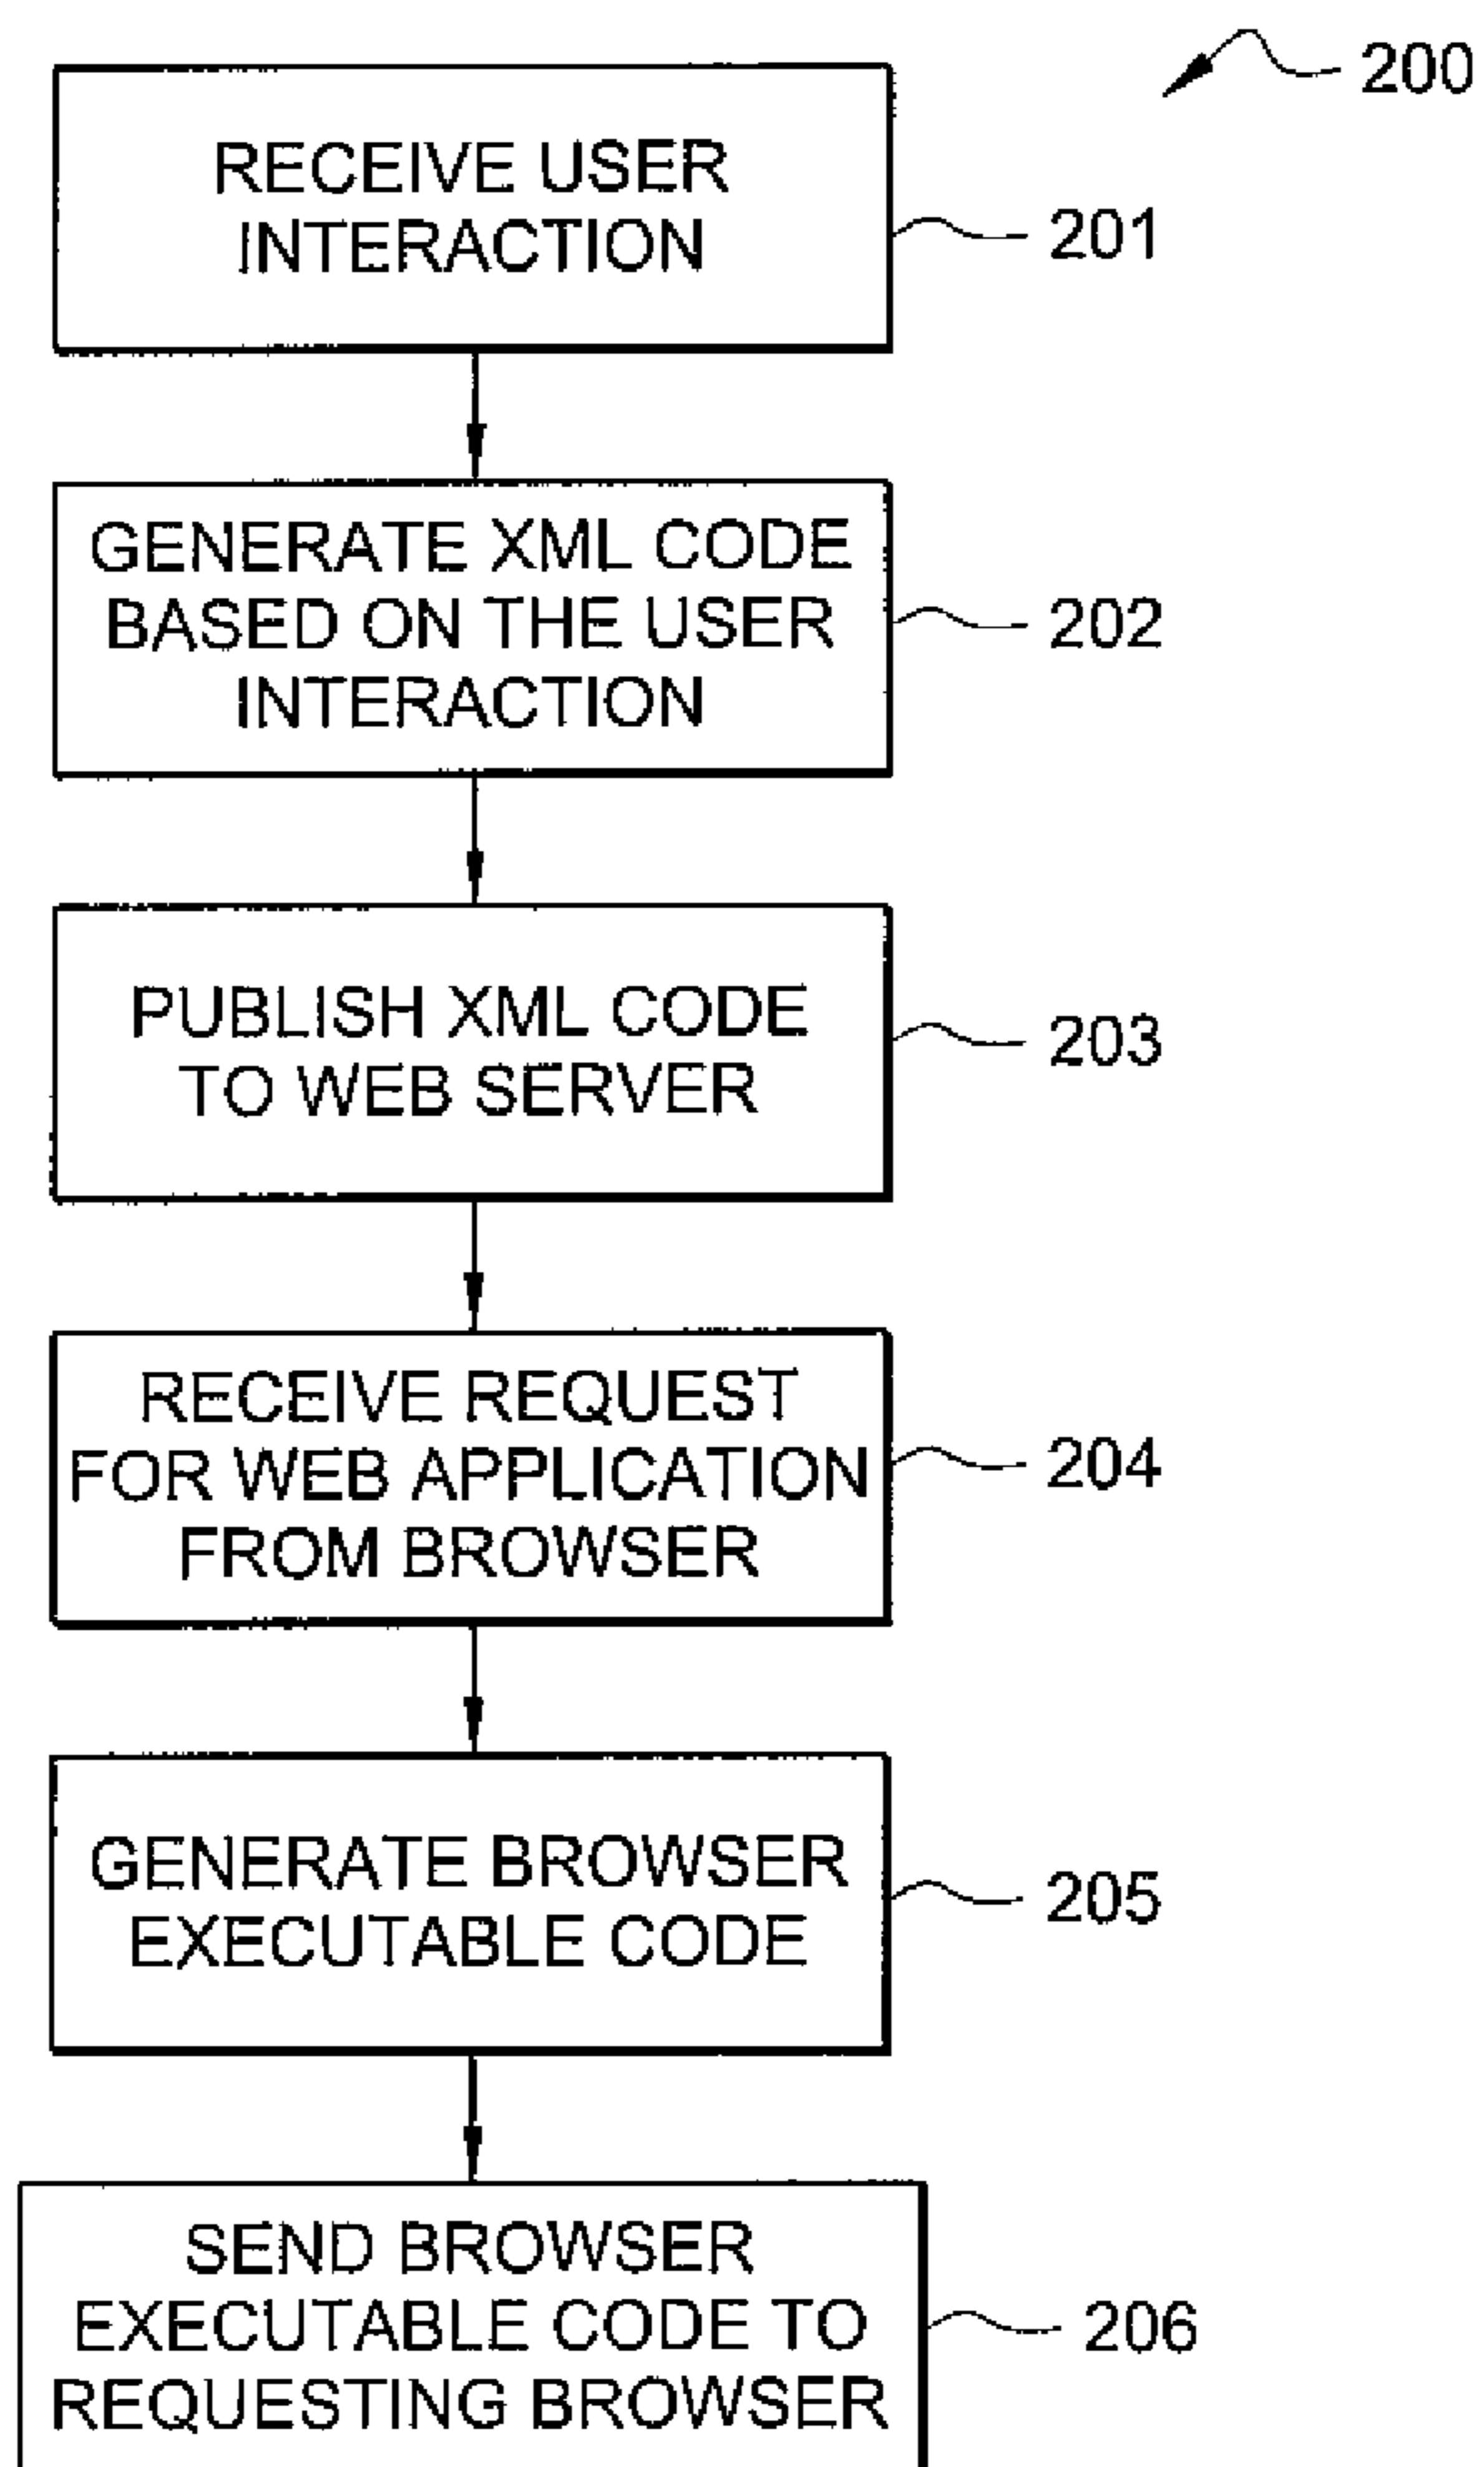 200
RECEIVE USER
INTERACTION
201
GENERATE XML CODE
BASED ON THE USER
INTERACTION
202
PUBLISH XML CODE
TO WEB SERVER
203
RECEIVE REQUEST
FOR WEB APPLICATION
FROM BROWSER
204
GENERATE BROWSER
EXECUTABLE CODE
205
SEND BROWSER
EXECUTABLE CODE TO
REQUESTING BROWSER
206